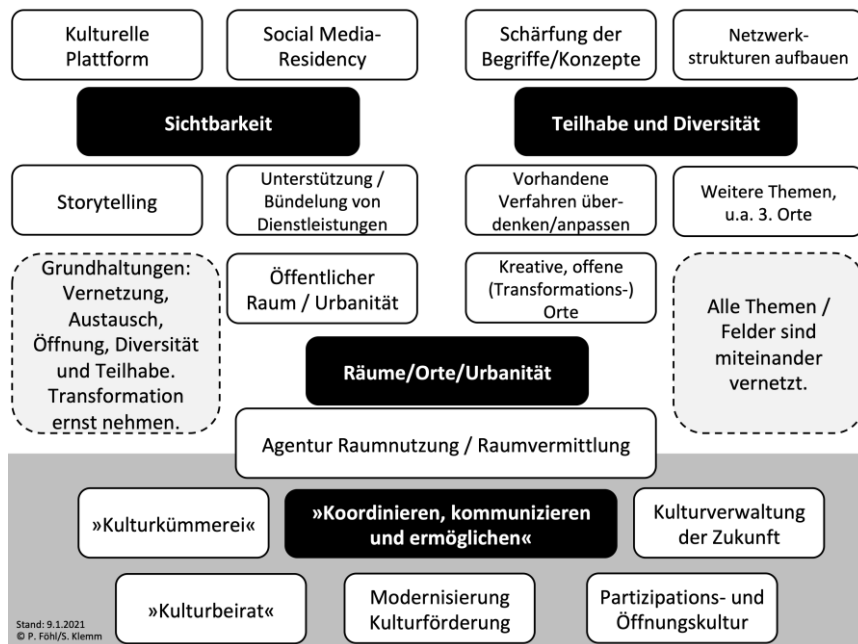 Kulturelle
Plattform
Social Media-
Residency
Schärfung der
Begriffe/Konzepte
Netzwerk-
strukturen aufbauen
Sichtbarkeit
Teilhabe und Diversität
Storytelling
Unterstützung /
Bündelung von
Dienstleistungen
Vorhandene
Verfahren über-
denken/anpassen
Weitere Themen,
u.a. 3. Orte
Grundhaltungen:
Vernetzung,
Austausch,
Öffnung, Diversität
und Teilhabe.
Transformation
ernst nehmen.
Öffentlicher
Raum / Urbanität
Kreative, offene
(Transformations-)
Orte
Alle Themen /
Felder sind
miteinander
vernetzt.
Räume/Orte/Urbanität
Agentur Raumnutzung / Raumvermittlung
»Kulturkümmerei«
»Koordinieren, kommunizieren
und ermöglichen«
Kulturverwaltung
der Zukunft
»Kulturbeirat«
Modernisierung
Kulturförderung
Partizipations- und
Öffnungskultur
Stand: 9.1.2021
© P. Föhl/S. Klemm